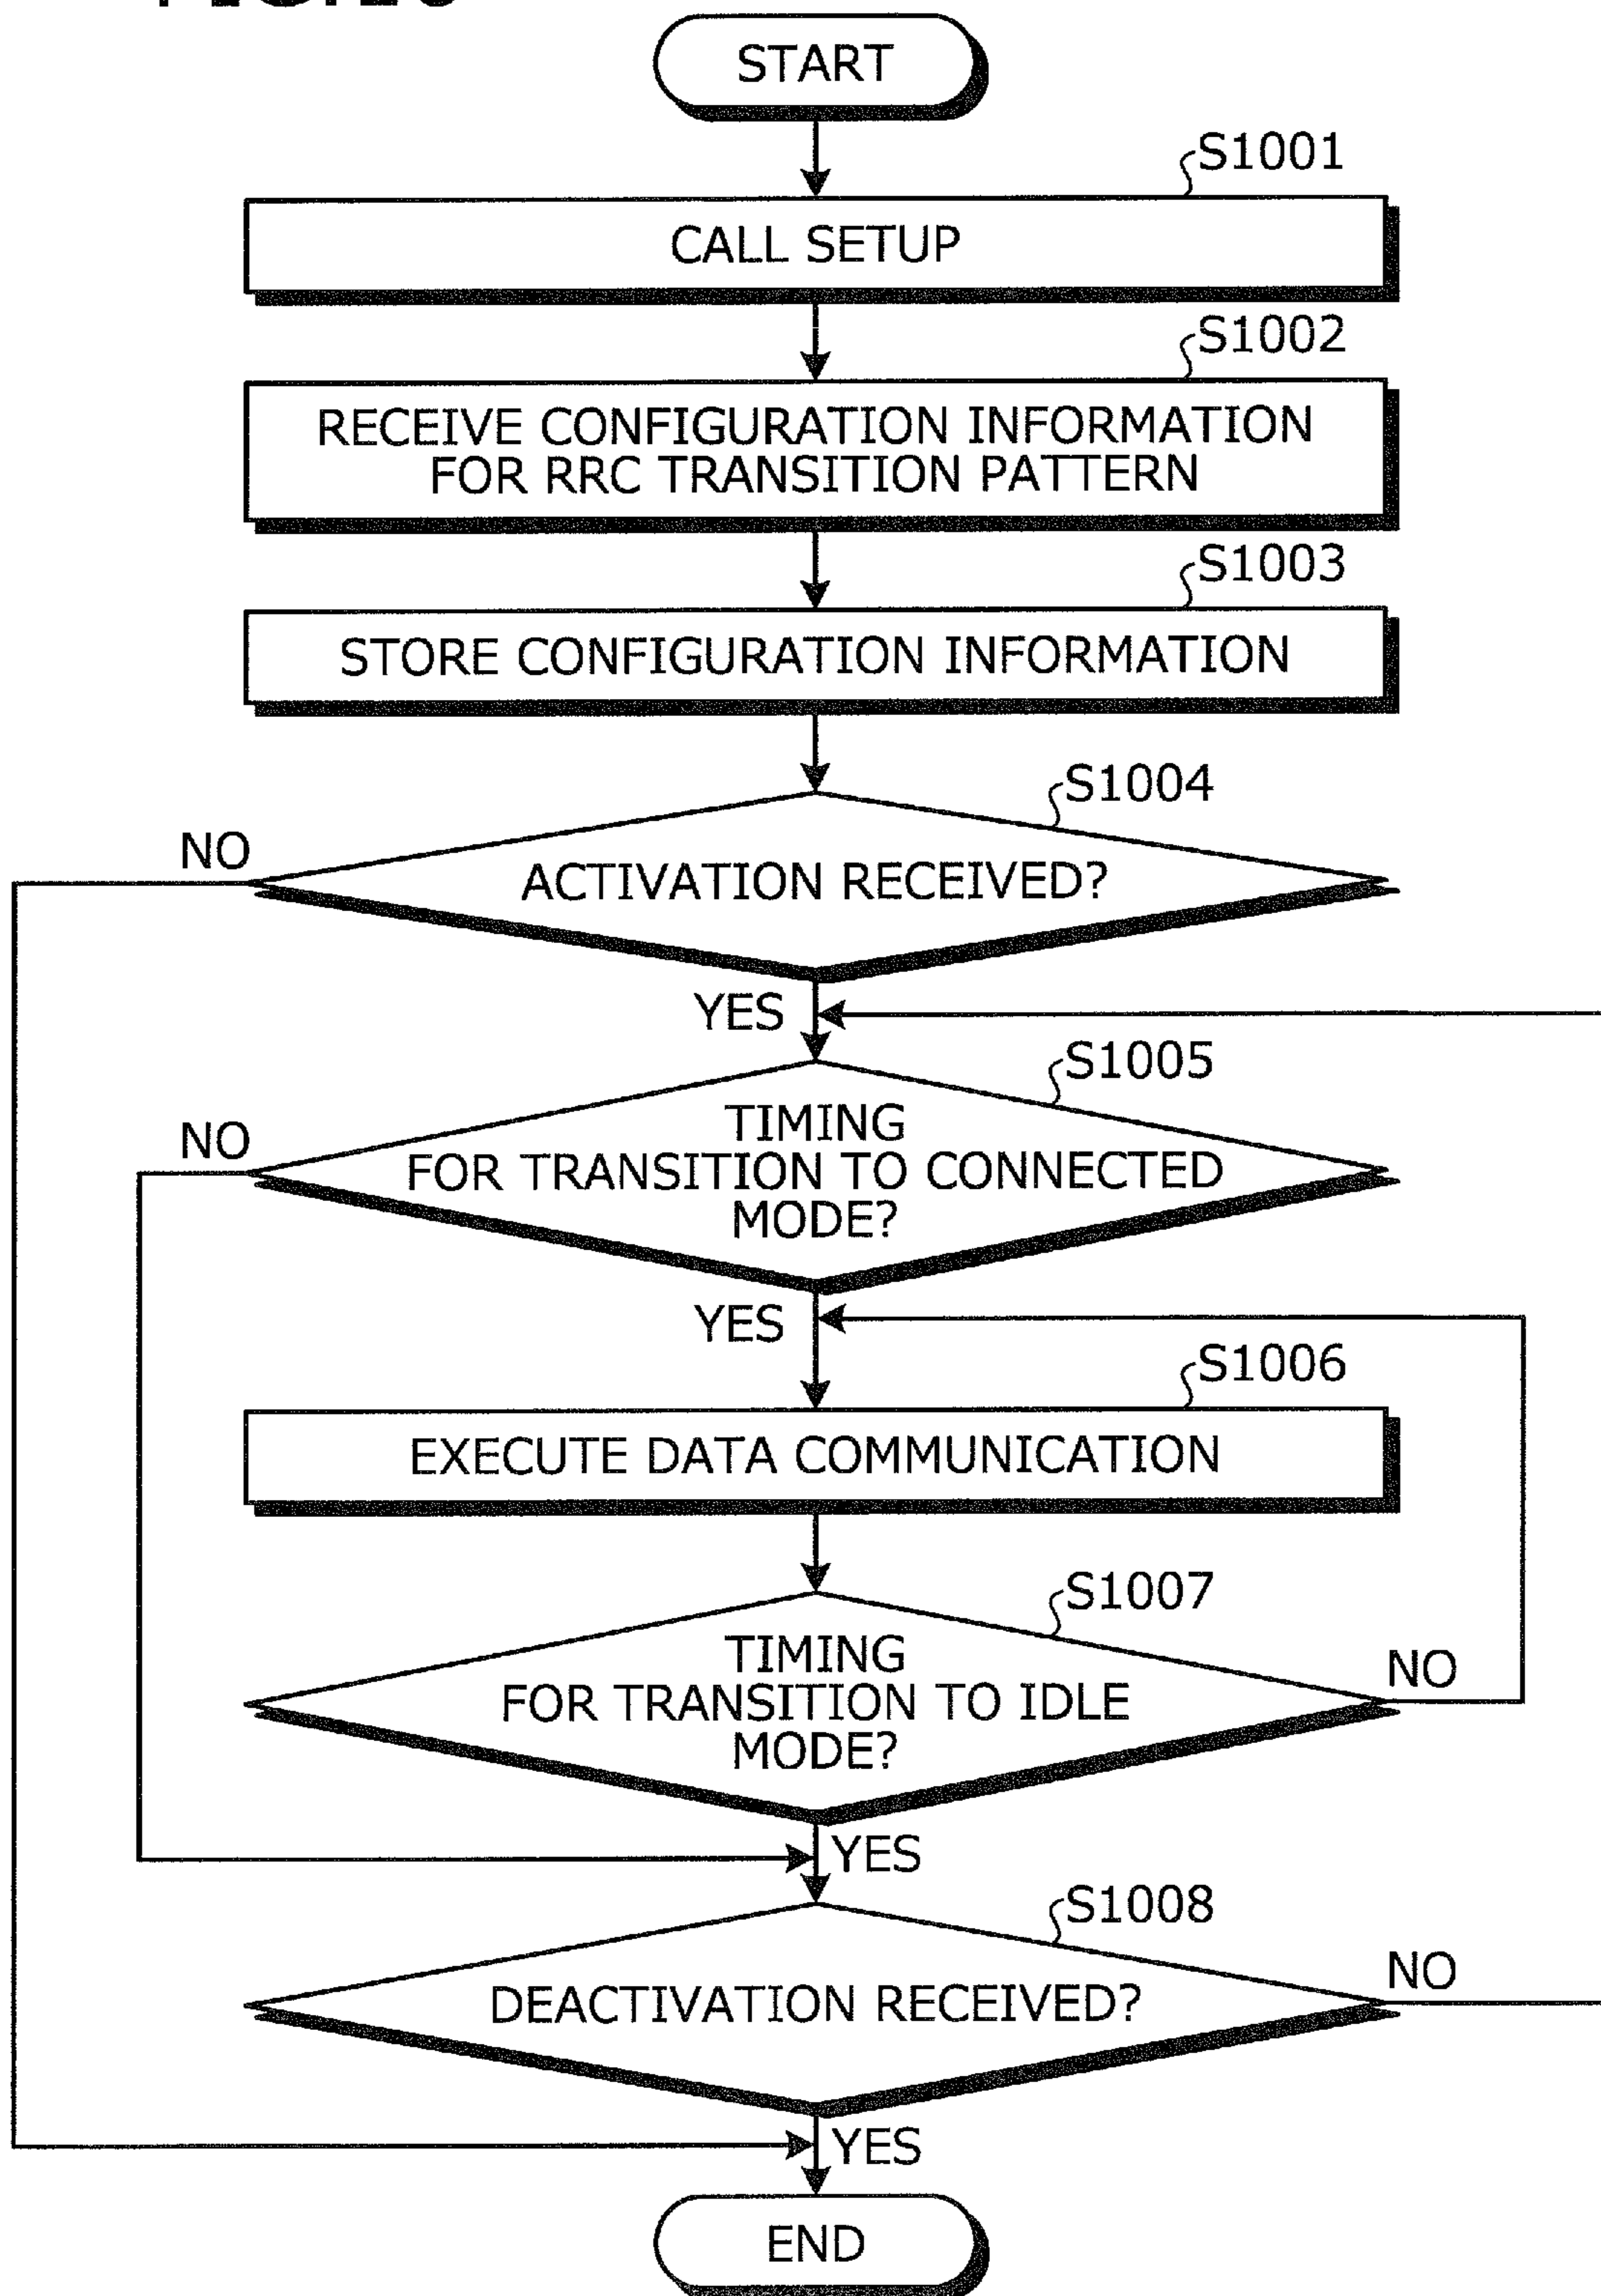 START
S1001
CALL SETUP
S1002
RECEIVE CONFIGURATION INFORMATION
FOR RRC TRANSITION PATTERN
S1003
STORE CONFIGURATION INFORMATION
S1004
NO
ACTIVATION RECEIVED?
YES
S1005
NO
TIMING
FOR TRANSITION TO CONNECTED
MODE?
YES
S1006
EXECUTE DATA COMMUNICATION
S1007
TIMING
FOR TRANSITION TO IDLE
MODE?
NO
YES
S1008
NO
DEACTIVATION RECEIVED?
YES
END